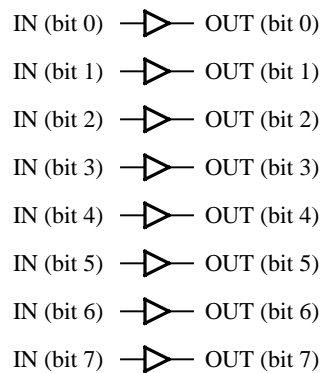 IN (bit 0) OUT (bit 0)
IN (bit 1) OUT (bit 1)
IN (bit 2) OUT (bit 2)
IN (bit 3) OUT (bit 3)
IN (bit 4) OUT (bit 4)
IN (bit 5) OUT (bit 5)
IN (bit 6) OUT (bit 6)
IN (bit 7) OUT (bit 7)